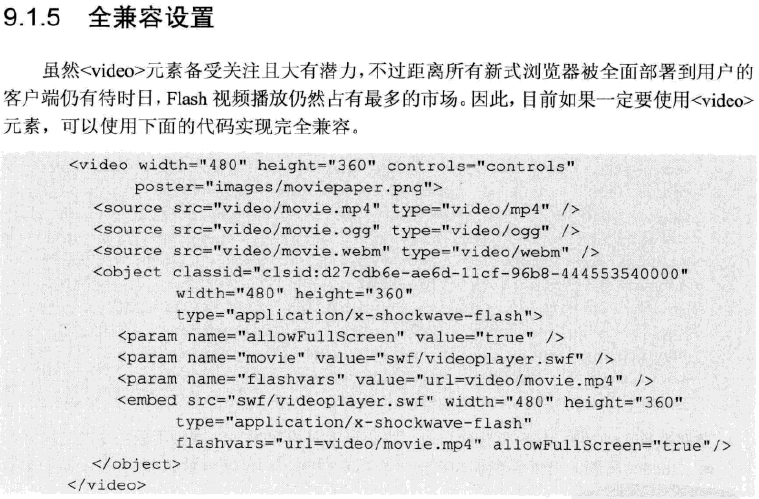 9.1.5 全兼容设置
虽然<video>元素备受关注且大有潜力，不过距离所有新式浏览器被全面部署到用户的
客户端仍有待时日，Flash 视频播放仍然占有最多的市场。因此，目前如果一定要使用<video>
元素，可以使用下面的代码实现完全兼容。
<video width="480" height="360" controls="controls"
poster="images/moviepaper.png">
<source src="video/movie.mp4" type="video/mp4" />
<source src="video/movie.ogg" type="video/ogg" />
<source src="video/movie.webm" type="video/webm" />
<object classid="clsid:d27cdb6e-ae6d-11cf-96b8-444553540000"
width="480" height="360"
type="application/x-shockwave-flash">
<param name="allowFullScreen" value="true" />
<param name="movie" value="swf/videoplayer.swf" />
<param name="flashvars" value="url=video/movie.mp4" />
<embed src="swf/videoplayer.swf" width="480" height="360"
type="application/x-shockwave-flash"
flashvars="url=video/movie.mp4" allowFullScreen="true"/>
</object>
</video>